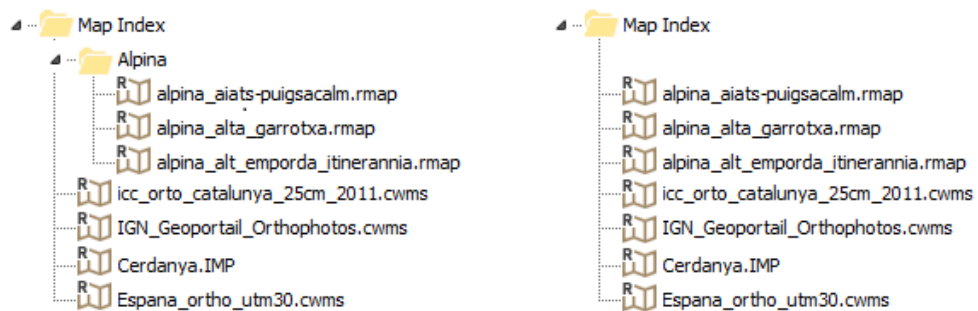 Map Index
Alpina
R alpina_aiats-puigsacalm.rmap
R alpina_alta_garrotxa.rmap
R alpina_alt_emporda_itinerannia.rmap
R icc_orto_catalunya_25cm_2011.cwms
R IGN_Geoportail_Orthophotos.cwms
R Cerdanya.IMP
R Espana_ortho_utm30.cwms
Map Index
R alpina_aiats-puigsacalm.rmap
R alpina_alta_garrotxa.rmap
R alpina_alt_emporda_itinerannia.rmap
R icc_orto_catalunya_25cm_2011.cwms
R IGN_Geoportail_Orthophotos.cwms
R Cerdanya.IMP
R Espana_ortho_utm30.cwms